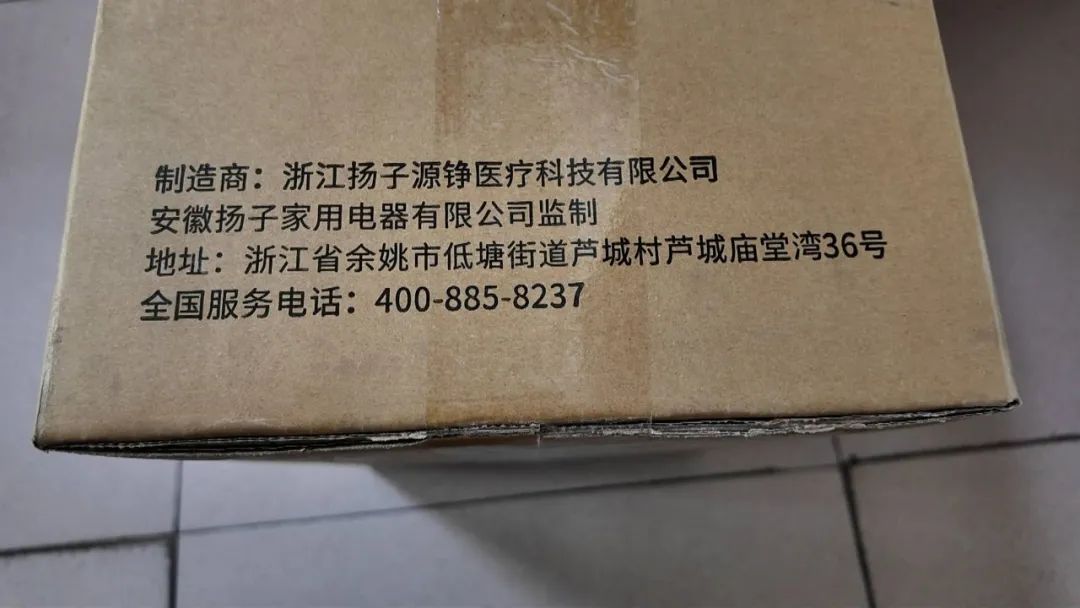 制造商：浙江扬子源铮医疗科技有限公司
安徽扬子家用电器有限公司监制
地址：浙江省余姚市低塘街道芦城村芦城庙堂湾36号
全国服务电话：400-885-8237